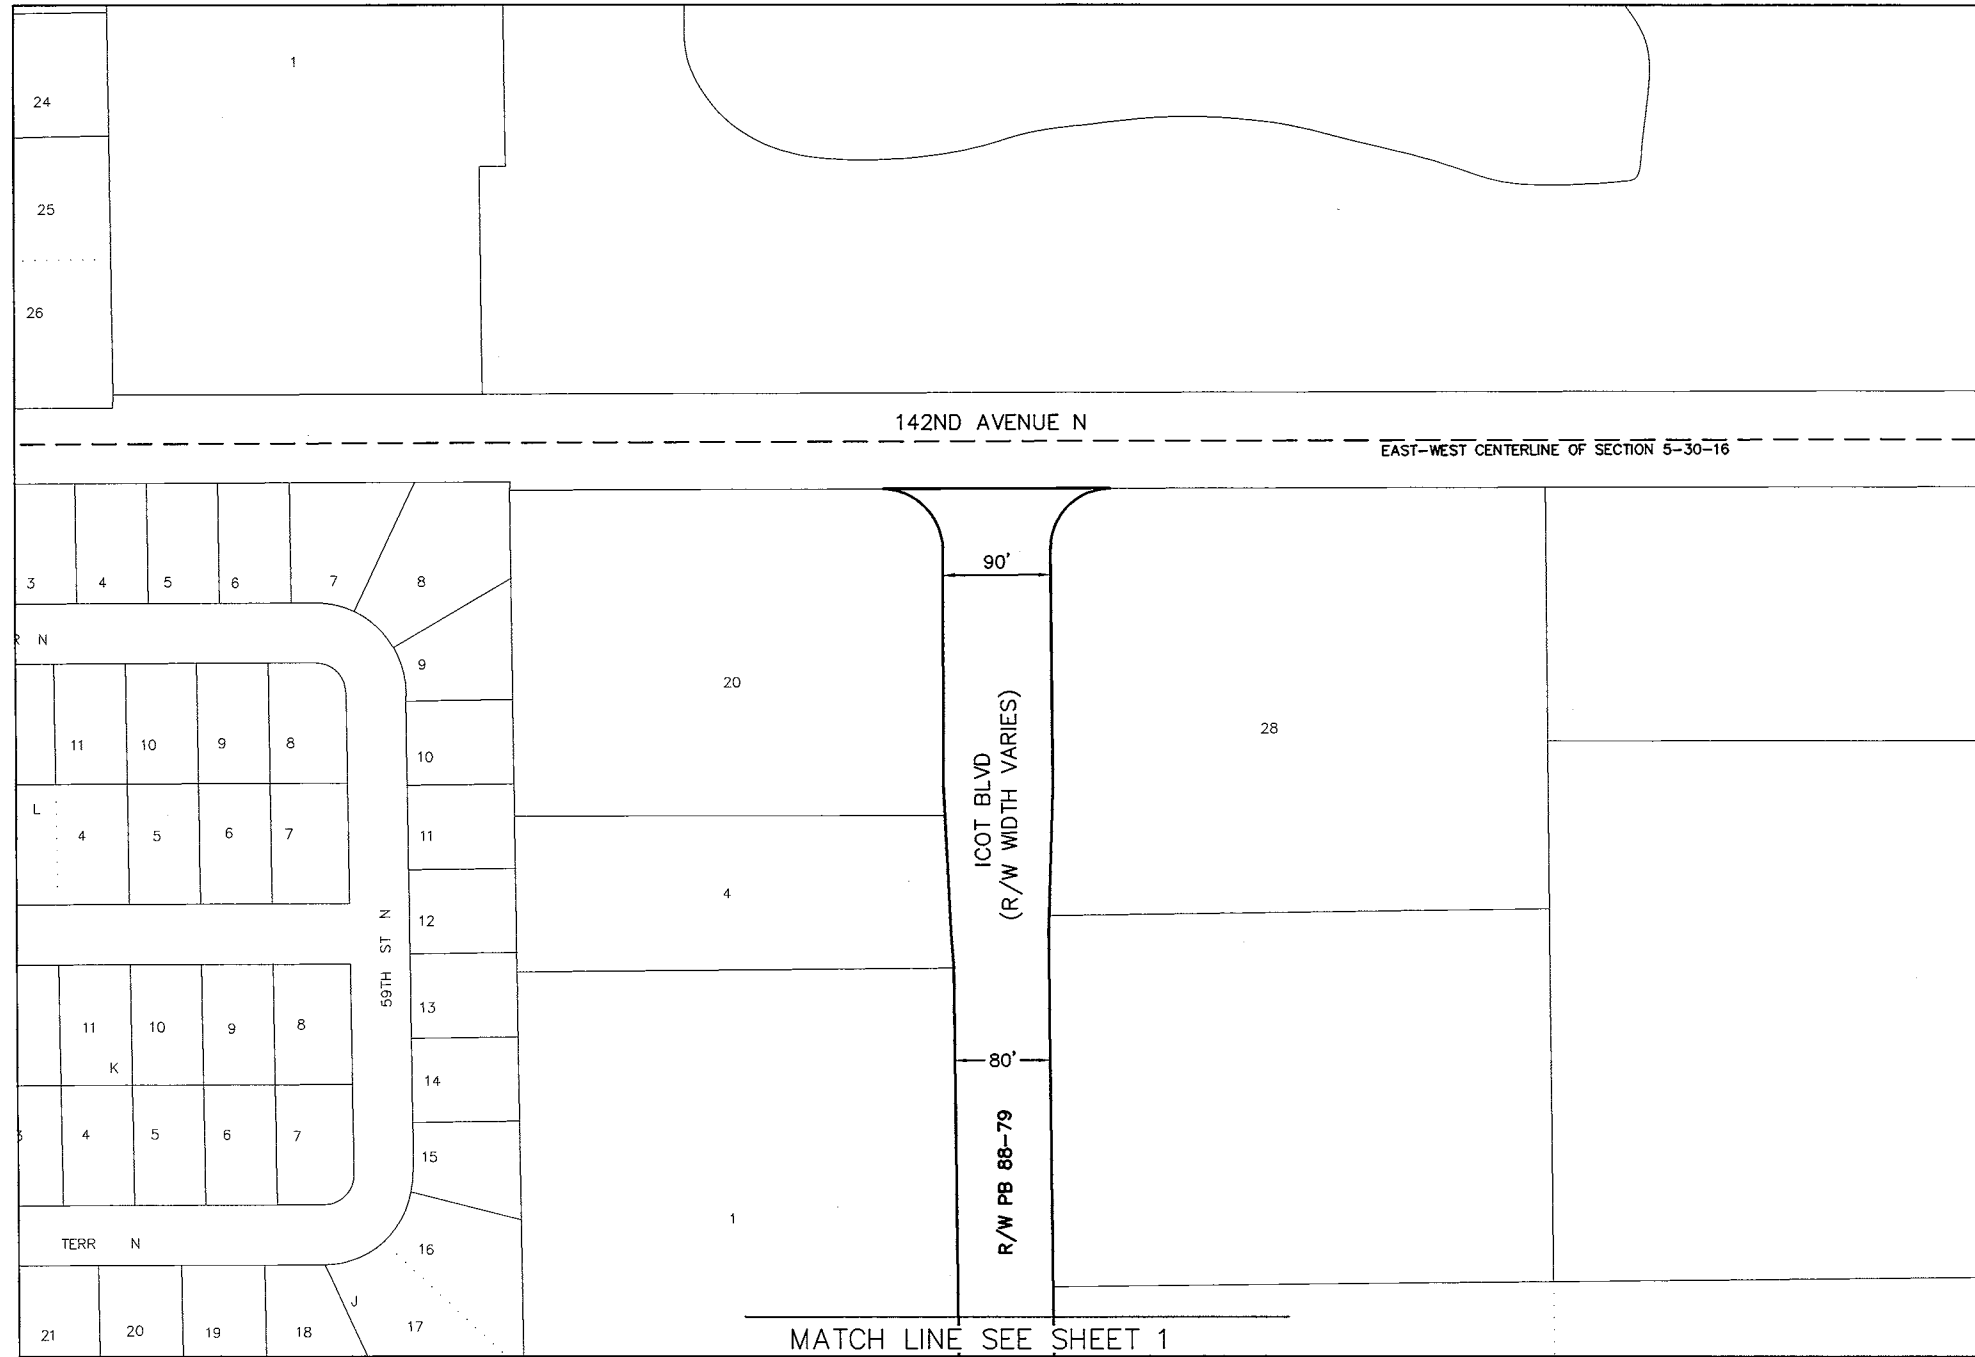 1
24
25
26
142ND AVENUE N
EAST-WEST CENTERLINE OF SECTION 5-30-16
3 4 5 6 7 8
90'
R N
9
20
ICOT BLVD
(R/W WIDTH VARIES)
28
11 10 9 8
10
L
4 5 6 7
11
4
12
59TH ST N
13
11 10 9 8
K
80'
14
3 4 5 6 7
R/W PB 88-79
15
1
TERR N
16
J
21 20 19 18 17
MATCH LINE SEE SHEET 1